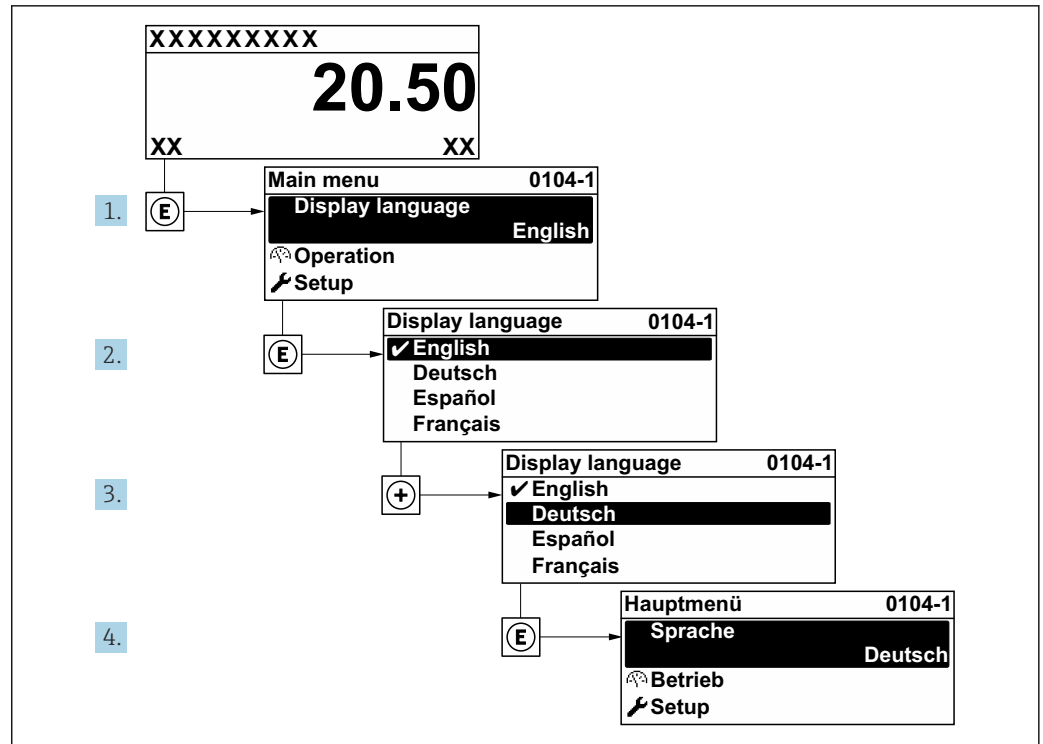 XXXXXXXXX
20.50
XX XX
1. E
Main menu 0104-1
Display language
English
Operation
Setup
2. E
Display language 0104-1
✔English
Deutsch
Español
Français
3. +
Display language 0104-1
✔English
Deutsch
Español
Français
4. E
Hauptmenü 0104-1
Sprache
Deutsch
Betrieb
Setup